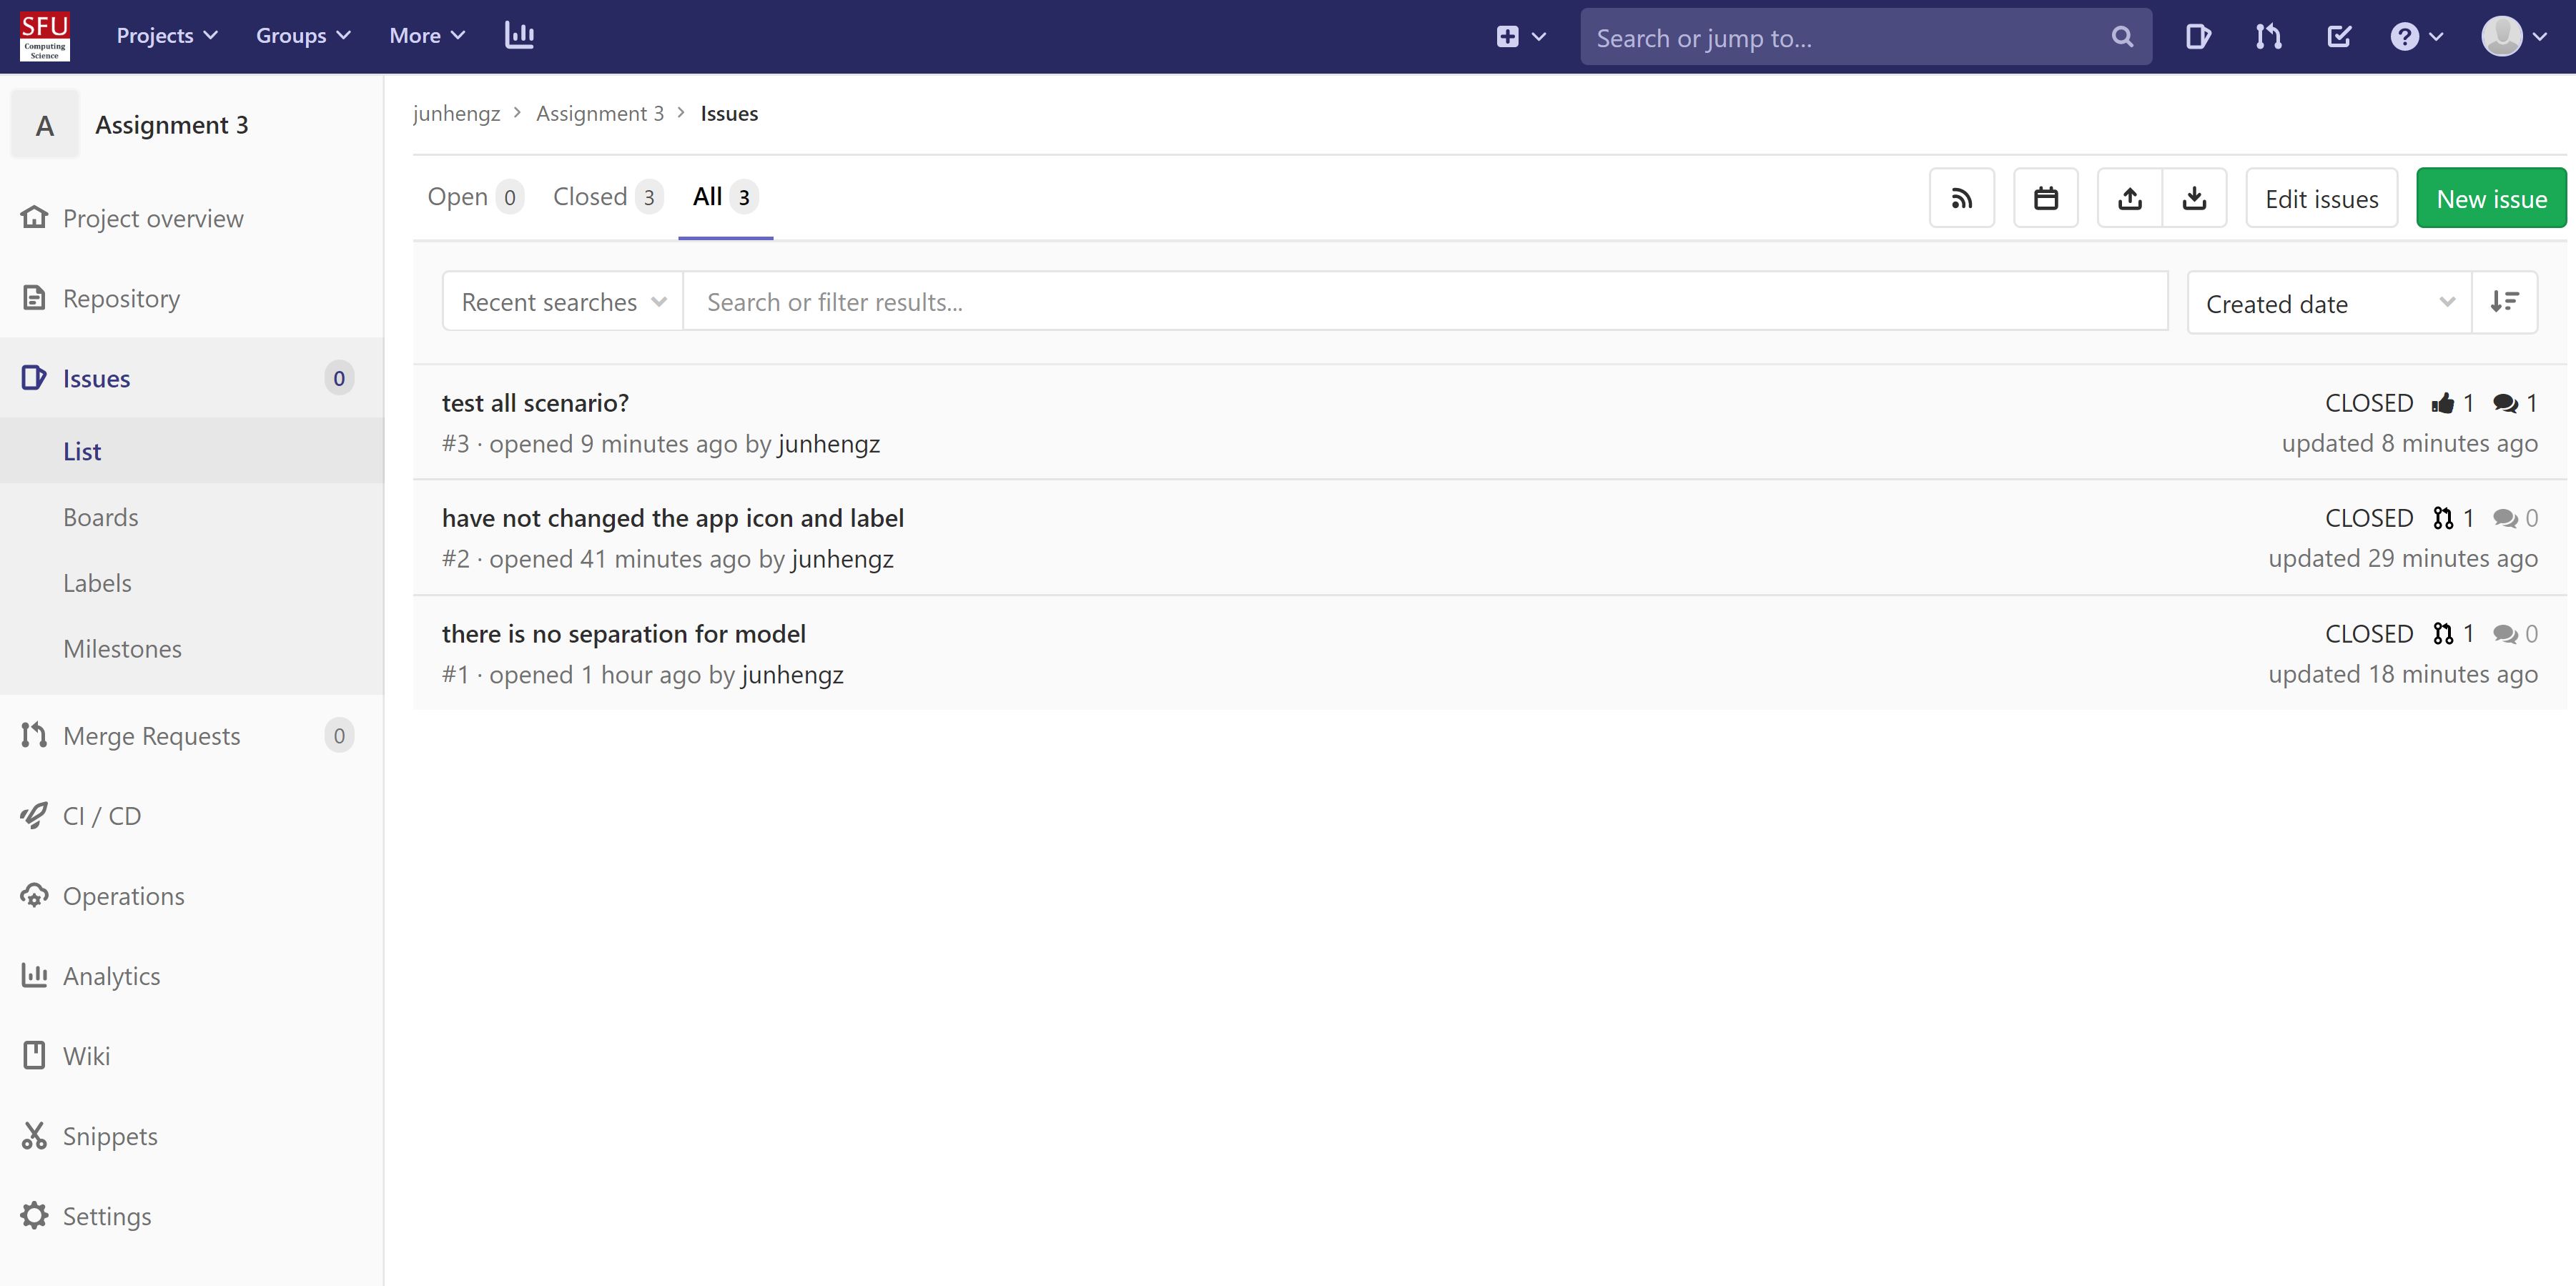 SFU
Computing
Science
Projects
Groups
More
Search or jump to...
A
Assignment 3
Project overview
Repository
Issues 0
List
Boards
Labels
Milestones
Merge Requests 0
CI / CD
Operations
Analytics
Wiki
Snippets
Settings
junhengz > Assignment 3 > Issues
Open 0 Closed 3 All 3
Edit issues
New issue
Recent searches
Search or filter results...
Created date
test all scenario?
CLOSED 1 1
#3 · opened 9 minutes ago by junhengz
updated 8 minutes ago
have not changed the app icon and label
CLOSED 1 0
#2 · opened 41 minutes ago by junhengz
updated 29 minutes ago
there is no separation for model
CLOSED 1 0
#1 · opened 1 hour ago by junhengz
updated 18 minutes ago